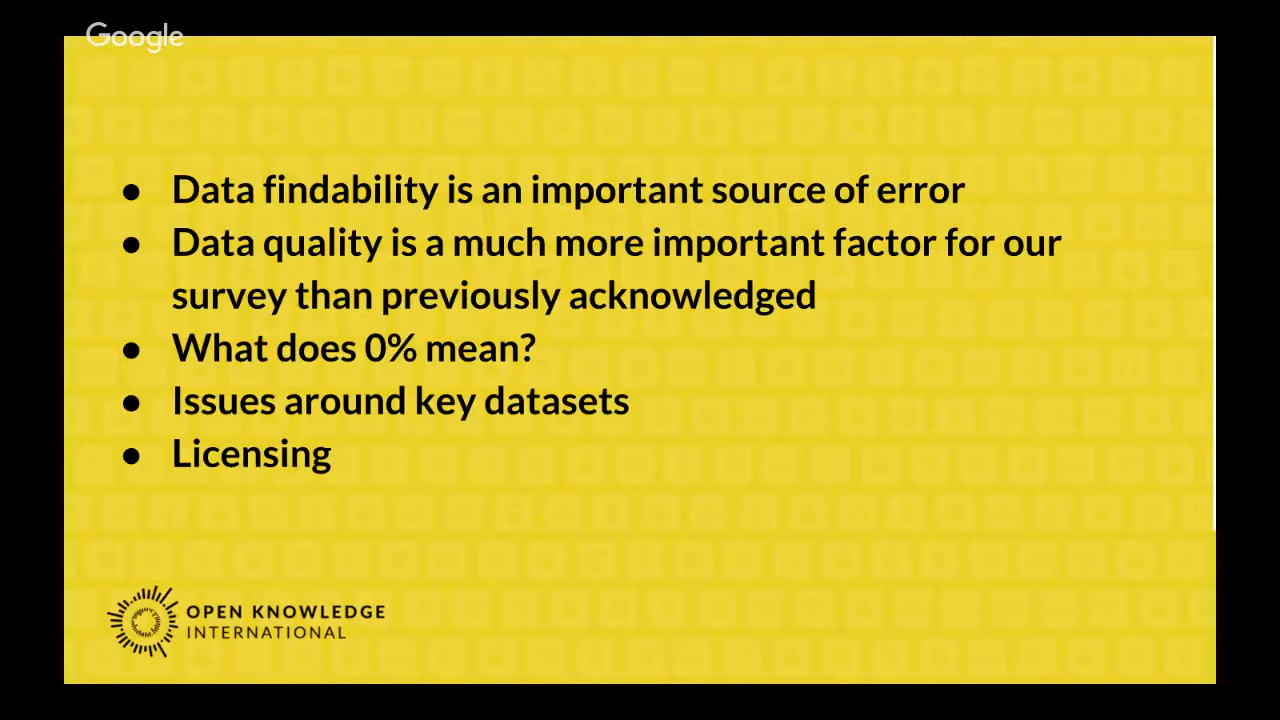 Google
● Data findability is an important source of error
● Data quality is a much more important factor for our
survey than previously acknowledged
● What does 0% mean?
● Issues around key datasets
● Licensing
OPEN KNOWLEDGE
INTERNATIONAL